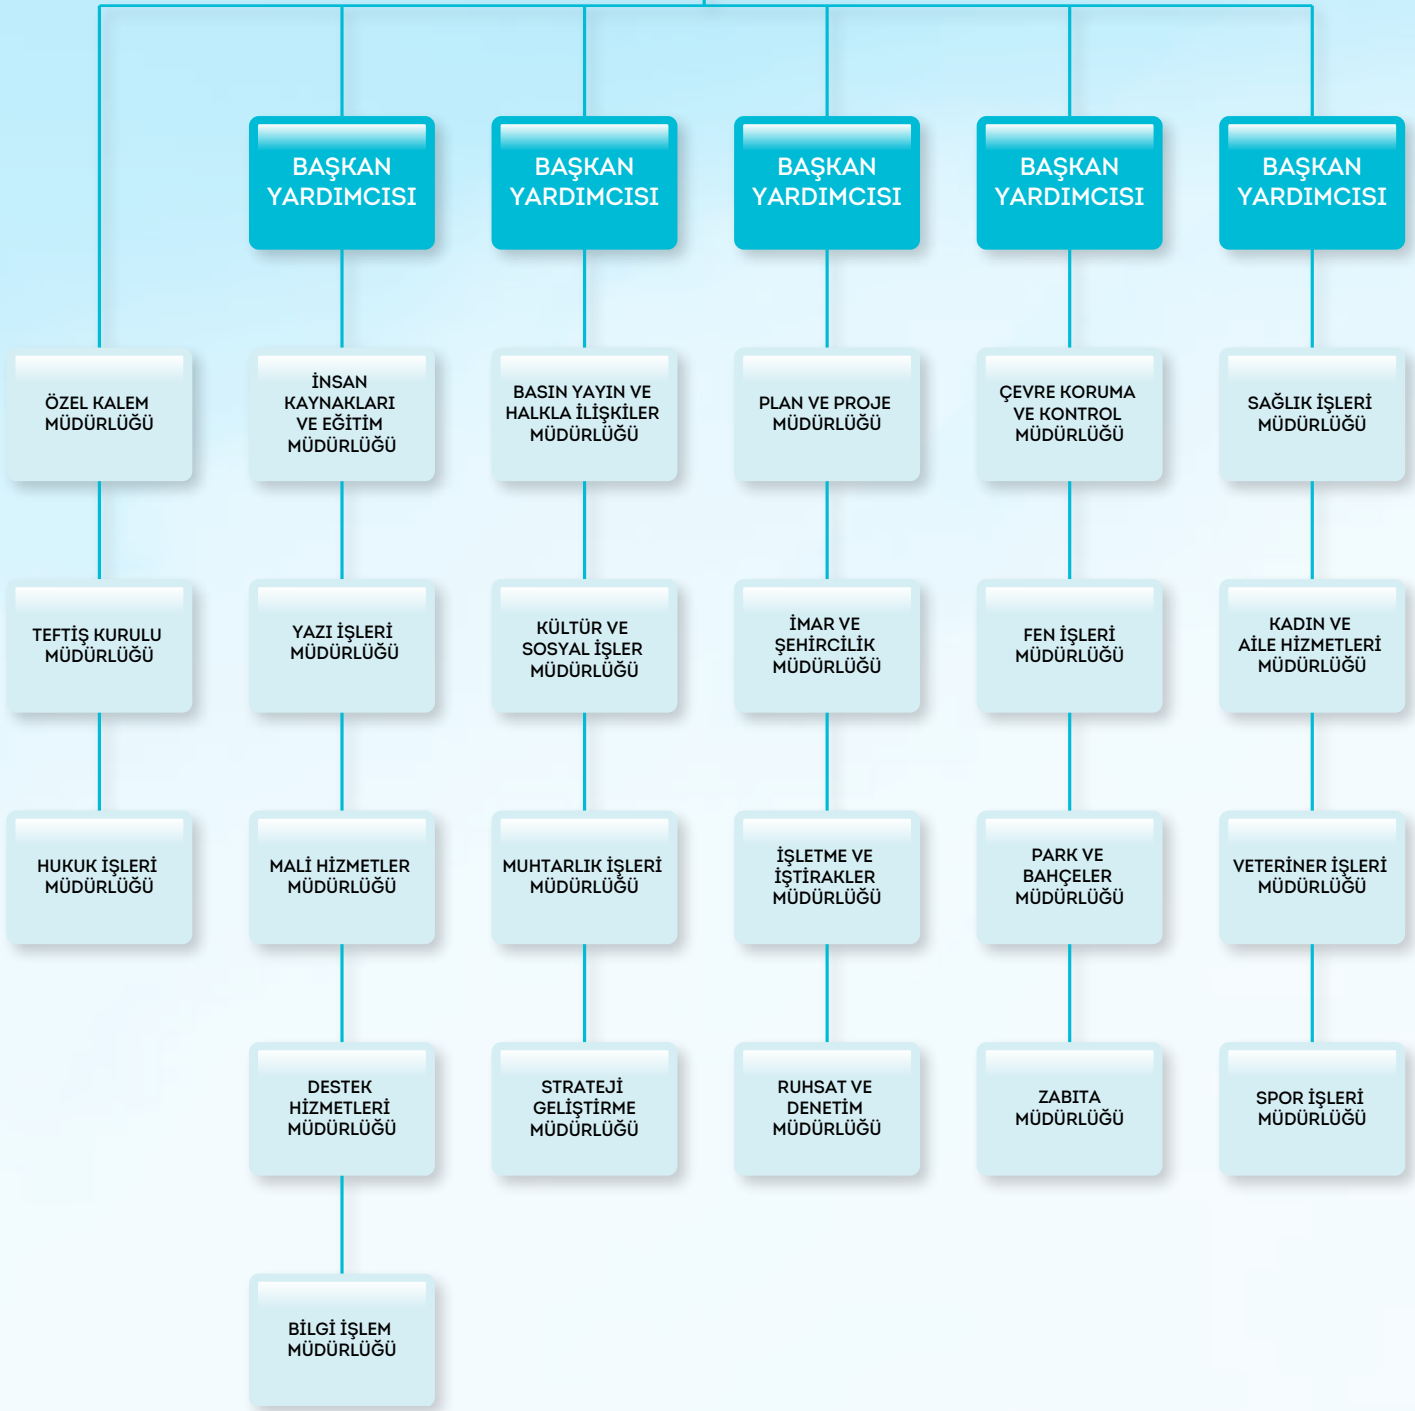 BAŞKAN
YARDIMCISI
BAŞKAN
YARDIMCISI
BAŞKAN
YARDIMCISI
BAŞKAN
YARDIMCISI
BAŞKAN
YARDIMCISI
ÖZEL KALEM
MÜDÜRLÜĞÜ
İNSAN
KAYNAKLARI
VE EĞİTİM
MÜDÜRLÜĞÜ
BASIN YAYIN VE
HALKLA İLİŞKİLER
MÜDÜRLÜĞÜ
PLAN VE PROJE
MÜDÜRLÜĞÜ
ÇEVRE KORUMA
VE KONTROL
MÜDÜRLÜĞÜ
SAĞLIK İŞLERİ
MÜDÜRLÜĞÜ
TEFTİŞ KURULU
MÜDÜRLÜĞÜ
YAZI İŞLERİ
MÜDÜRLÜĞÜ
KÜLTÜR VE
SOSYAL İŞLER
MÜDÜRLÜĞÜ
İMAR VE
ŞEHİRCİLİK
MÜDÜRLÜĞÜ
FEN İŞLERİ
MÜDÜRLÜĞÜ
KADIN VE
AİLE HİZMETLERİ
MÜDÜRLÜĞÜ
HUKUK İŞLERİ
MÜDÜRLÜĞÜ
MALİ HİZMETLER
MÜDÜRLÜĞÜ
MUHTARLIK İŞLERİ
MÜDÜRLÜĞÜ
İŞLETME VE
İŞTİRAKLER
MÜDÜRLÜĞÜ
PARK VE
BAHÇELER
MÜDÜRLÜĞÜ
VETERİNER İŞLERİ
MÜDÜRLÜĞÜ
DESTEK
HİZMETLERİ
MÜDÜRLÜĞÜ
STRATEJİ
GELİŞTİRME
MÜDÜRLÜĞÜ
RUHSAT VE
DENETİM
MÜDÜRLÜĞÜ
ZABITA
MÜDÜRLÜĞÜ
SPOR İŞLERİ
MÜDÜRLÜĞÜ
BİLGİ İŞLEM
MÜDÜRLÜĞÜ